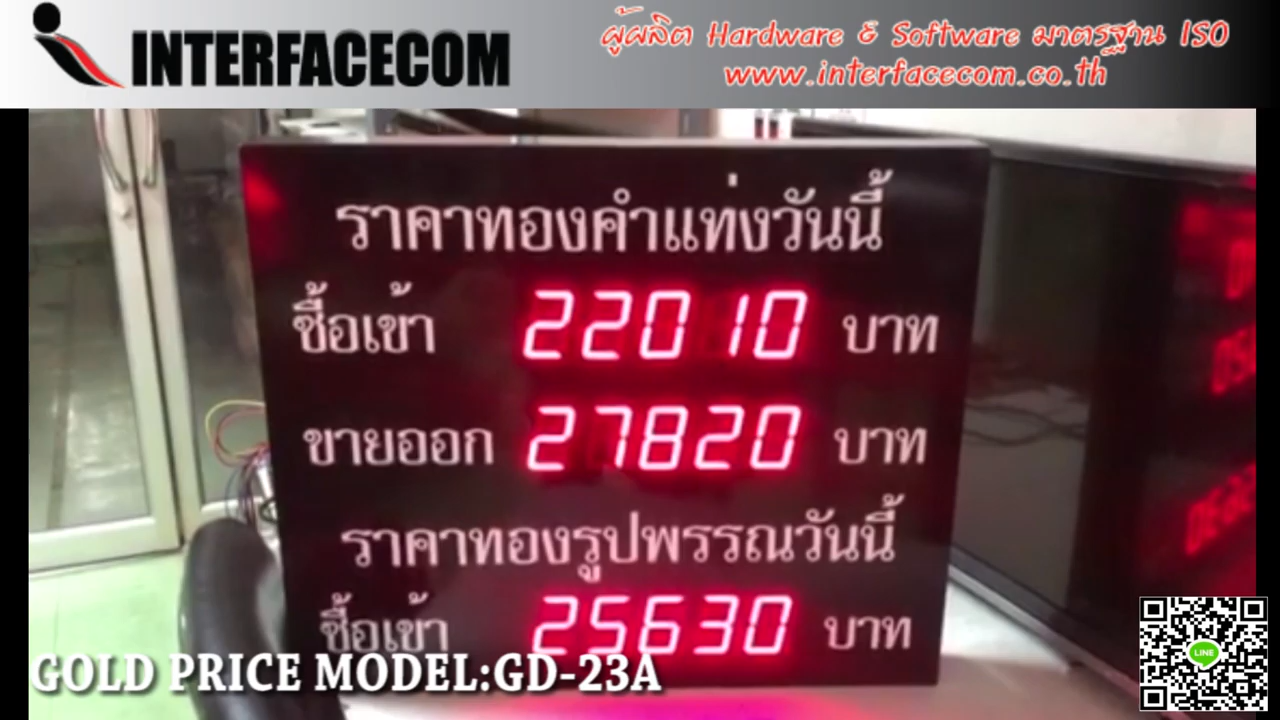 INTERFACECOM
ผู้ผลิต Hardware & Software มาตรฐาน ISO
www.interfacecom.co.th
ราคาทองคำแท่งวันนี้
ซื้อเข้า 22010 บาท
ขายออก 27820 บาท
ราคาทองรูปพรรณวันนี้
ซื้อเข้า 25630 บาท
GOLD PRICE MODEL:GD-23A
LINE